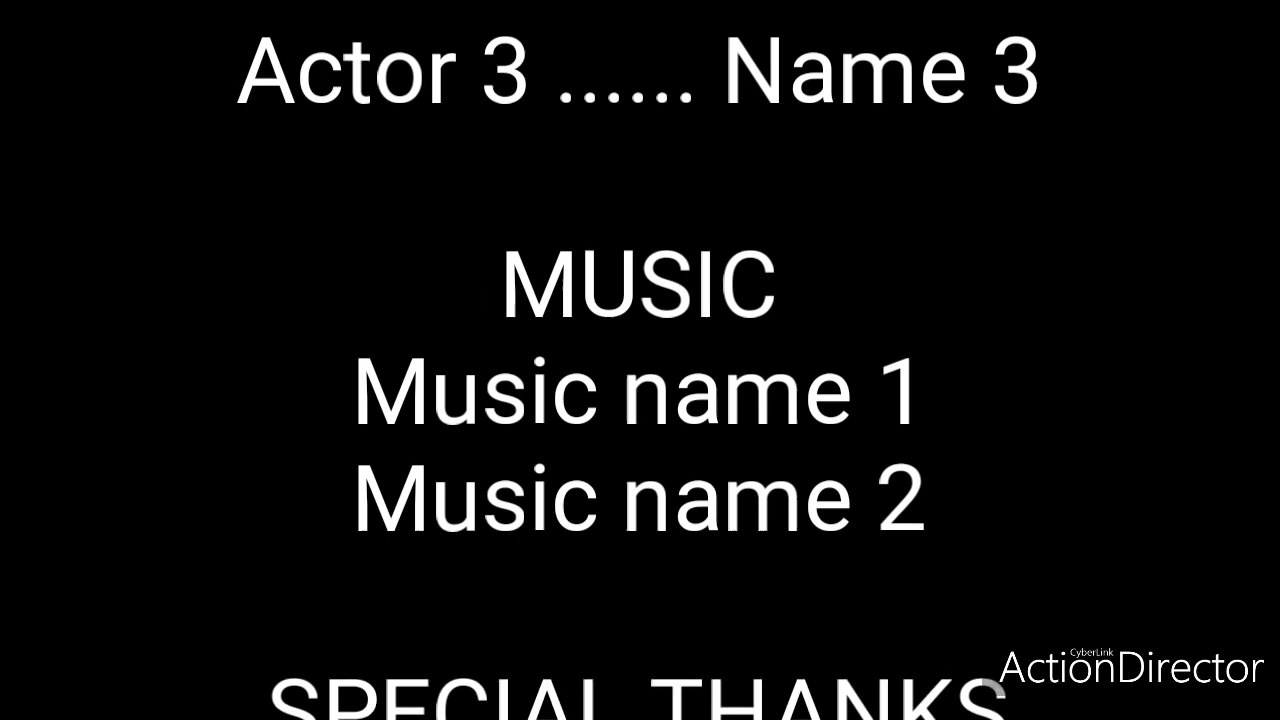 Actor 3 ...... Name 3
MUSIC
Music name 1
Music name 2
CyberLink
ActionDirector
SPECIAL THANKS